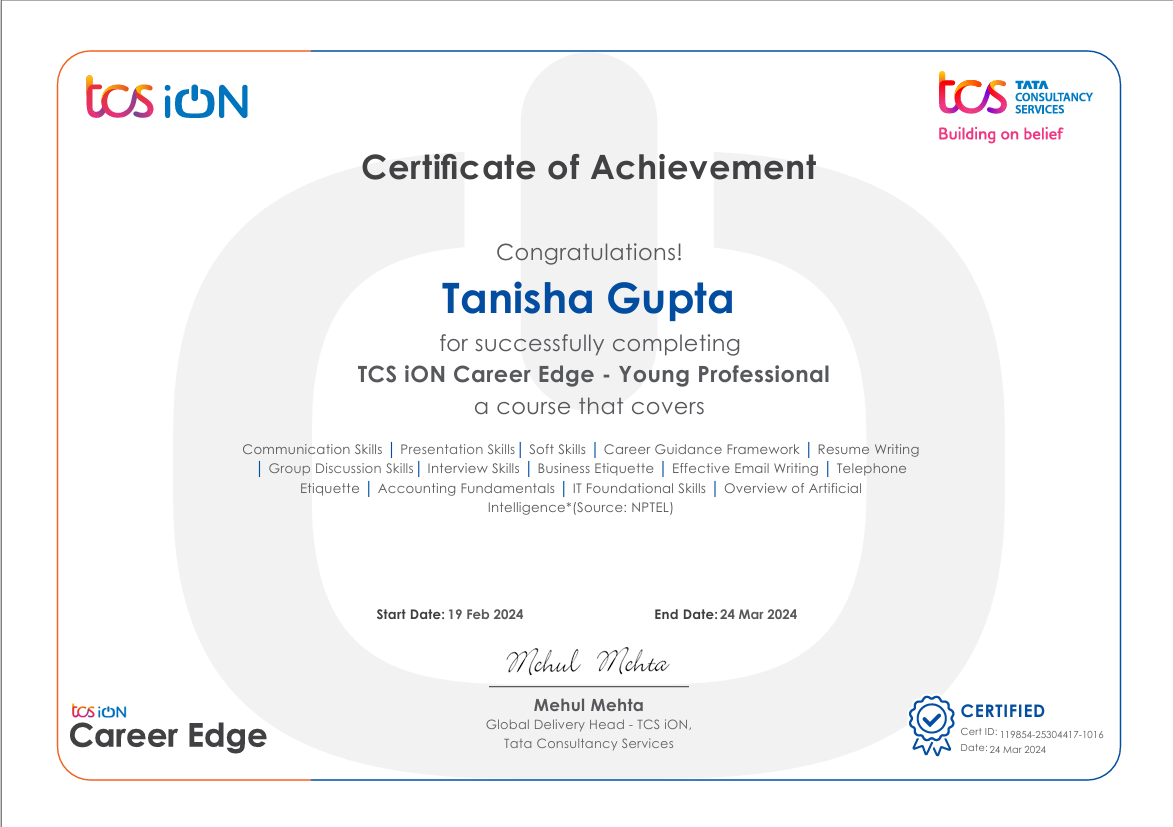 tcs iON
tcs TATA
CONSULTANCY
SERVICES
Building on belief
Certificate of Achievement
Congratulations!
Tanisha Gupta
for successfully completing
TCS iON Career Edge - Young Professional
a course that covers
Communication Skills | Presentation Skills | Soft Skills | Career Guidance Framework | Resume Writing
| Group Discussion Skills | Interview Skills | Business Etiquette | Effective Email Writing | Telephone
Etiquette | Accounting Fundamentals | IT Foundational Skills | Overview of Artificial
Intelligence*(Source: NPTEL)
Start Date: 19 Feb 2024 End Date: 24 Mar 2024
Mehul Mehta
Mehul Mehta
Global Delivery Head - TCS iON,
Tata Consultancy Services
tcs iON
Career Edge
CERTIFIED
Cert ID: 119854-25304417-1016
Date: 24 Mar 2024